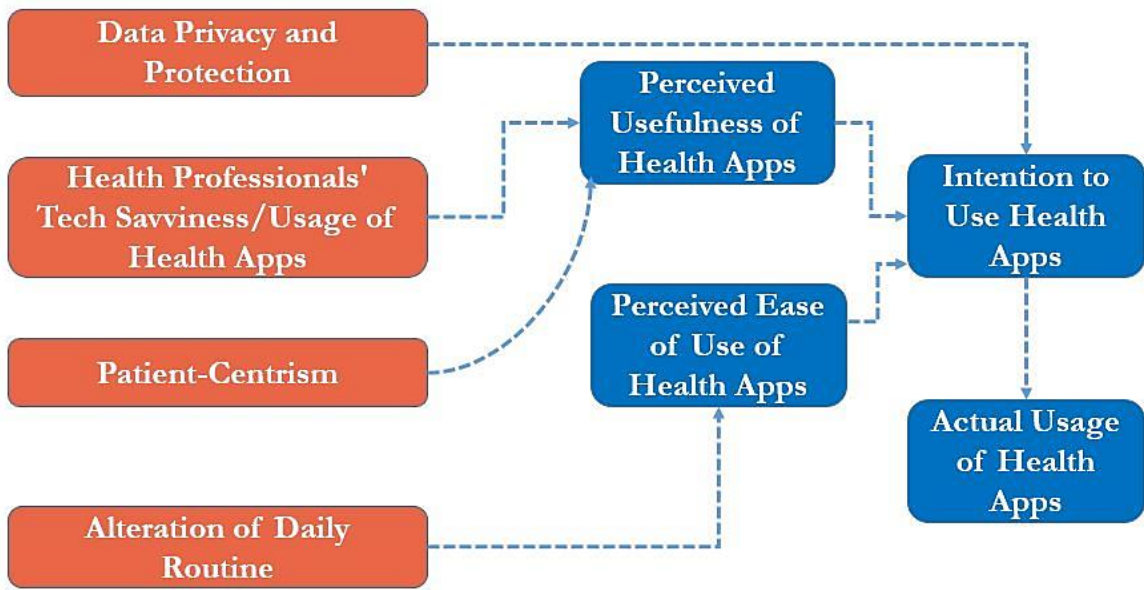 Data Privacy and
Protection
Health Professionals'
Tech Savviness/Usage of
Health Apps
Patient-Centrism
Alteration of Daily
Routine
Perceived
Usefulness of
Health Apps
Perceived Ease
of Use of
Health Apps
Intention to
Use Health
Apps
Actual Usage
of Health
Apps